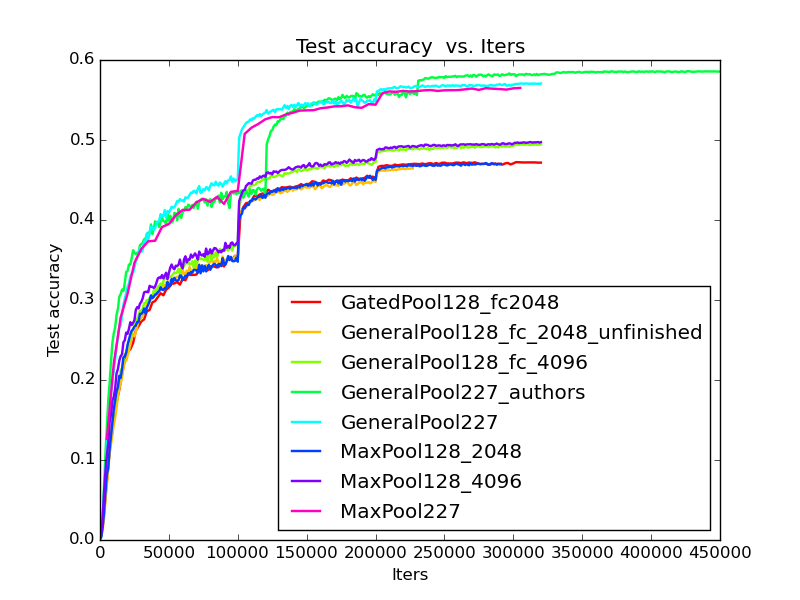 Test accuracy  vs. Iters
0.6
0.5
0.4
0.3
0.2
0.1
0.0
Test accuracy
GatedPool128_fc2048
GeneralPool128_fc_2048_unfinished
GeneralPool128_fc_4096
GeneralPool227_authors
GeneralPool227
MaxPool128_2048
MaxPool128_4096
MaxPool227
0 50000 100000 150000 200000 250000 300000 350000 400000 450000
Iters